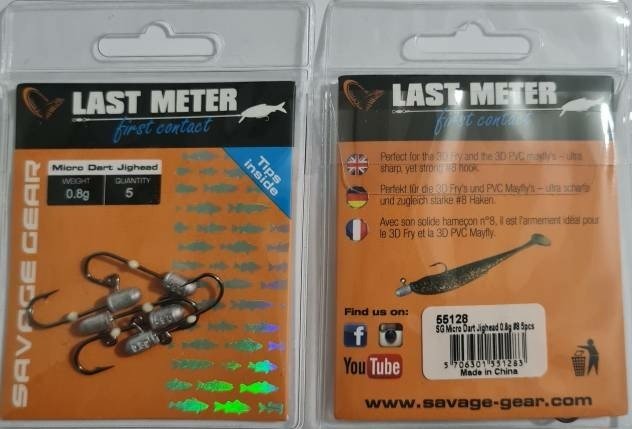 LAST METER
first contact
Micro Dart Jighead
WEIGHT
0.8g
QUANTITY
5
Tips
inside
SAVAGE GEAR
LAST METER
first contact
Perfect for tha 3D Fry and the 3D PVC mayfly's – ultra
sharp, yet strong #8 hook.
Perfekt für die 3D Fry's und PVC Mayfly's – ultra scharfe
und zugleich starke #8 Haken.
Avec son solide hameçon n°8, il est l'armement idéal pour
le 3D Fry et la 3D PVC Mayfly.
Find us on:
f
YouTube
55128
SG Micro Dart Jighead 0.8g #8 5pcs
5 706301 551283
Made in China
www.savage-gear.com